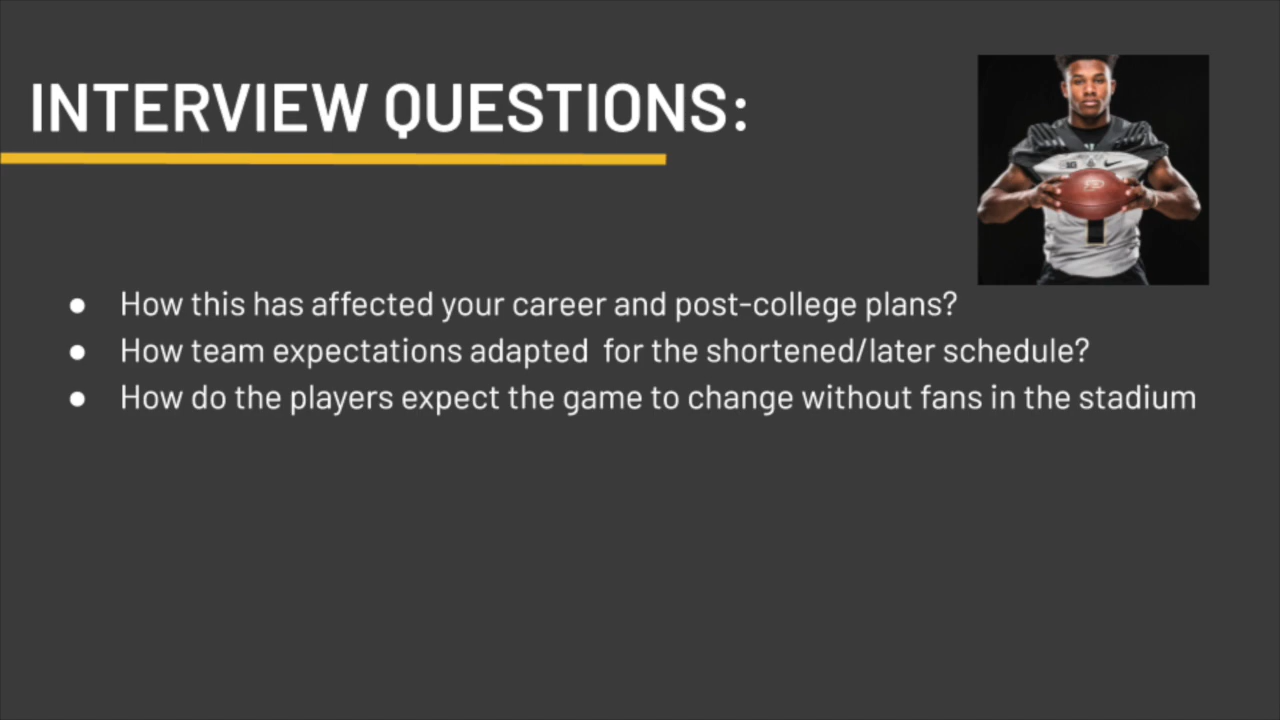 INTERVIEW QUESTIONS:
● How this has affected your career and post-college plans?
● How team expectations adapted  for the shortened/later schedule?
● How do the players expect the game to change without fans in the stadium